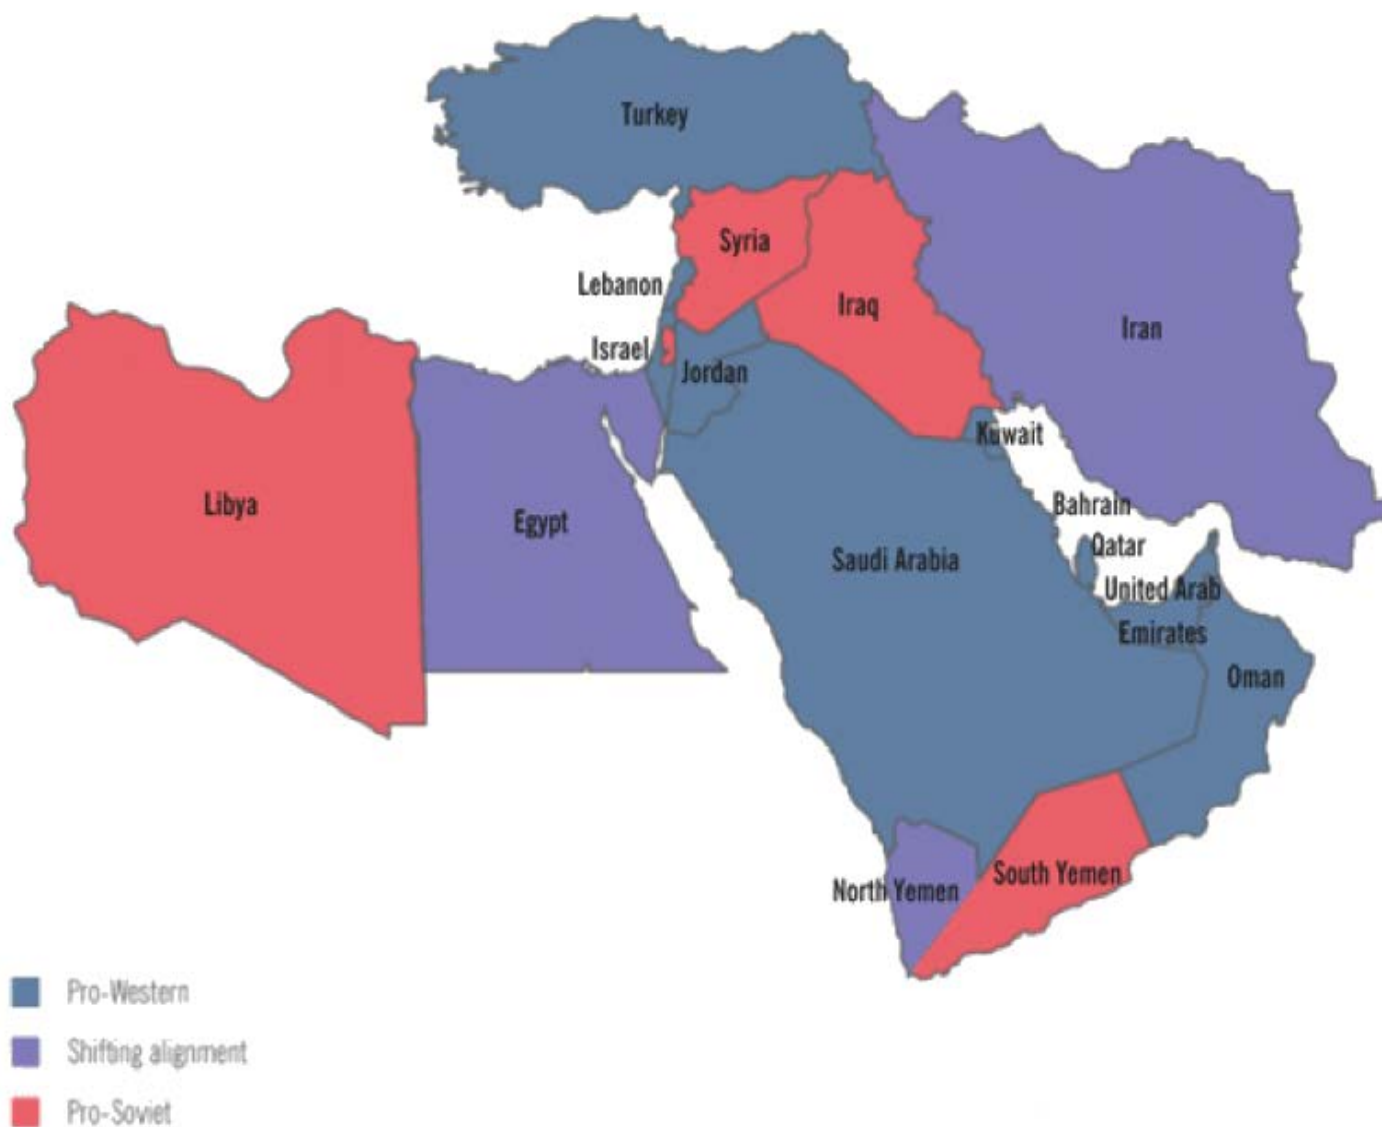 Turkey
Syria
Lebanon
Iraq
Iran
Israel
Jordan
Kuwait
Libya
Egypt
Bahrain
Qatar
Saudi Arabia
United Arab
Emirates
Oman
South Yemen
North Yemen
Pro-Western
Shifting alignment
Pro-Soviet